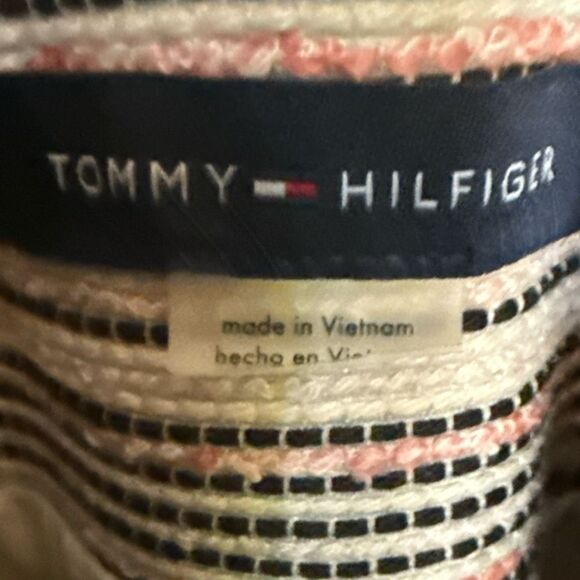 TOMMY HILFIGER
made in Vietnam
hecho en